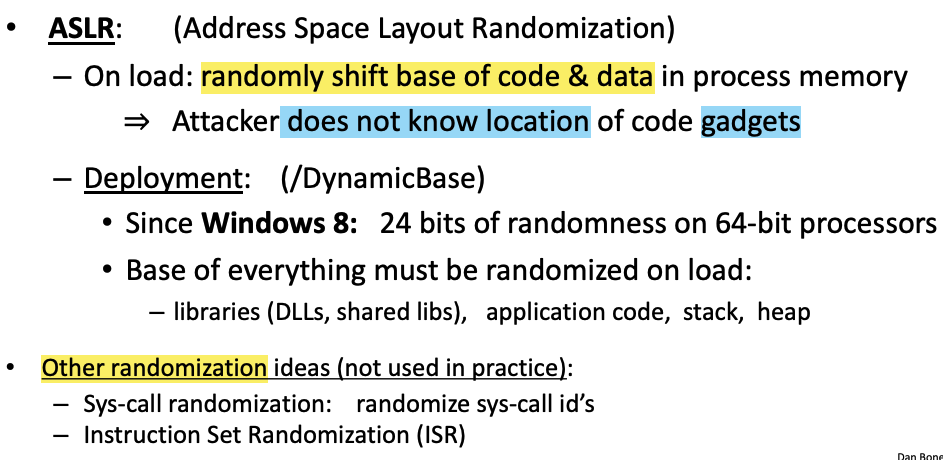 • ASLR: (Address Space Layout Randomization)
– On load: randomly shift base of code & data in process memory
⇒ Attacker does not know location of code gadgets
– Deployment: (/DynamicBase)
• Since Windows 8: 24 bits of randomness on 64-bit processors
• Base of everything must be randomized on load:
– libraries (DLLs, shared libs), application code, stack, heap
• Other randomization ideas (not used in practice):
– Sys-call randomization: randomize sys-call id’s
– Instruction Set Randomization (ISR)
Dan Bone